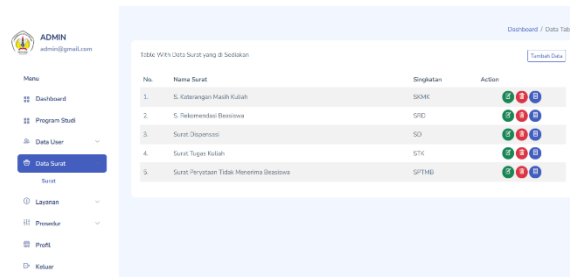 ADMIN
admin@gmail.com
Menu
Dashboard
Program Studi
Data User
Data Surat
Surat
Layanan
Prosedur
Profil
Keluar
Dashboard / Data Tab
Table With Data Surat yang di Sediakan
Tambah Data
No. Nama Surat Singkatan Action
1. S. Keterangan Masih Kuliah SKMK
2. S. Rekomendasi Beasiswa SRD
3. Surat Dispensasi SD
4. Surat Tugas Kuliah STK
5. Surat Peryataan Tidak Menerima Beasiswa SPTMB